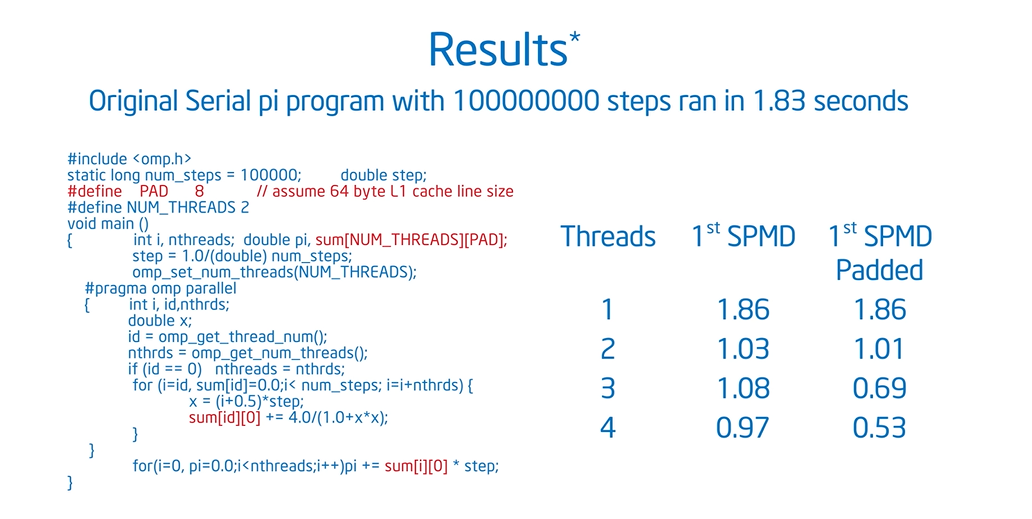 Results*
Original Serial pi program with 100000000 steps ran in 1.83 seconds
#include <omp.h>
static long num_steps = 100000; double step;
#define PAD 8 // assume 64 byte L1 cache line size
#define NUM_THREADS 2
void main ()
{ int i, nthreads; double pi, sum[NUM_THREADS][PAD];
step = 1.0/(double) num_steps;
omp_set_num_threads(NUM_THREADS);
#pragma omp parallel
{ int i, id,nthrds;
double x;
id = omp_get_thread_num();
nthrds = omp_get_num_threads();
if (id == 0) nthreads = nthrds;
for (i=id, sum[id]=0.0;i< num_steps; i=i+nthrds) {
x = (i+0.5)*step;
sum[id][0] += 4.0/(1.0+x*x);
}
}
for(i=0, pi=0.0;i<nthreads;i++)pi += sum[i][0] * step;
}
Threads 1st SPMD 1st SPMD
Padded
1 1.86 1.86
2 1.03 1.01
3 1.08 0.69
4 0.97 0.53